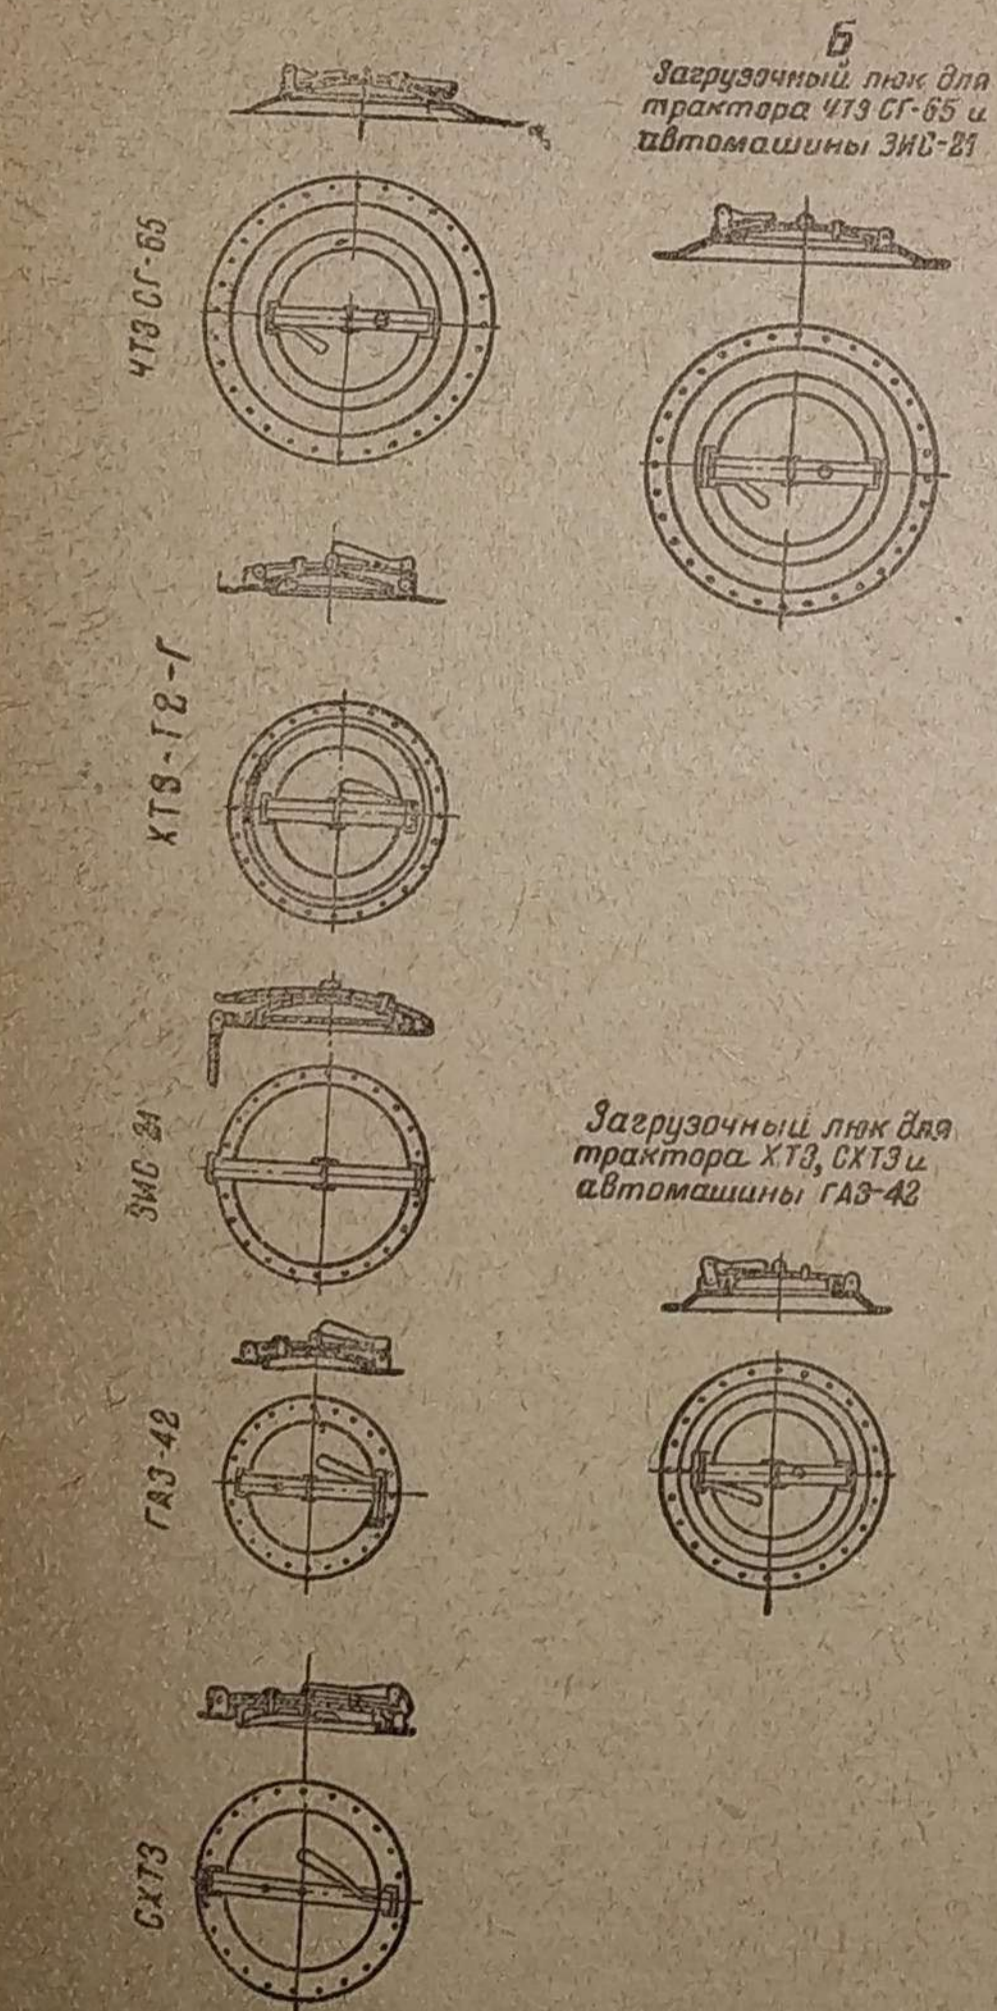 Б
Загрузочный люк для
трактора ЧТЗ СГ-65 и
автомашины ЗИС-21
ЧТЗ СГ-65
ХТЗ-Т2-Г
ЗИС 21
Загрузочный люк для
трактора ХТЗ, СХТЗ и
автомашины ГАЗ-42
ГАЗ-42
СХТЗ